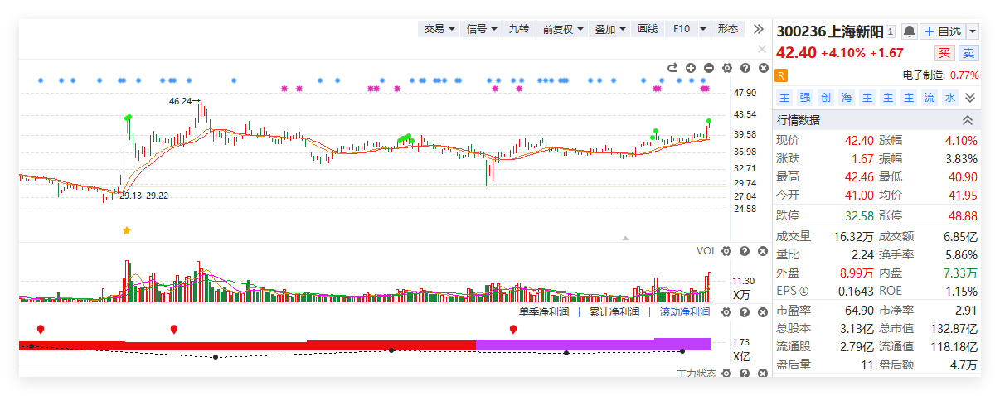 交易 信号 九转 前复权 叠加 画线 F10 形态
46.24
29.13-29.22
47.90
43.54
39.58
35.98
32.71
29.74
27.04
24.58
VOL
11.30
X万
单季净利润 | 累计净利润 | 滚动净利润
1.73
X亿
主力状态
300236 上海新阳 自选
42.40 +4.10% +1.67 买 卖
R 电子制造: 0.77%
主 强 创 海 主 主 主 流 水
行情数据
现价 42.40 涨幅 4.10%
涨跌 1.67 振幅 3.83%
最高 42.46 最低 40.90
今开 41.00 均价 41.95
跌停 32.58 涨停 48.88
成交量 16.32万 成交额 6.85亿
量比 2.24 换手率 5.86%
外盘 8.99万 内盘 7.33万
EPS① 0.1643 ROE 1.15%
市盈率 64.90 市净率 2.91
总股本 3.13亿 总市值 132.87亿
流通股 2.79亿 流通值 118.18亿
盘后量 11 盘后额 4.7万